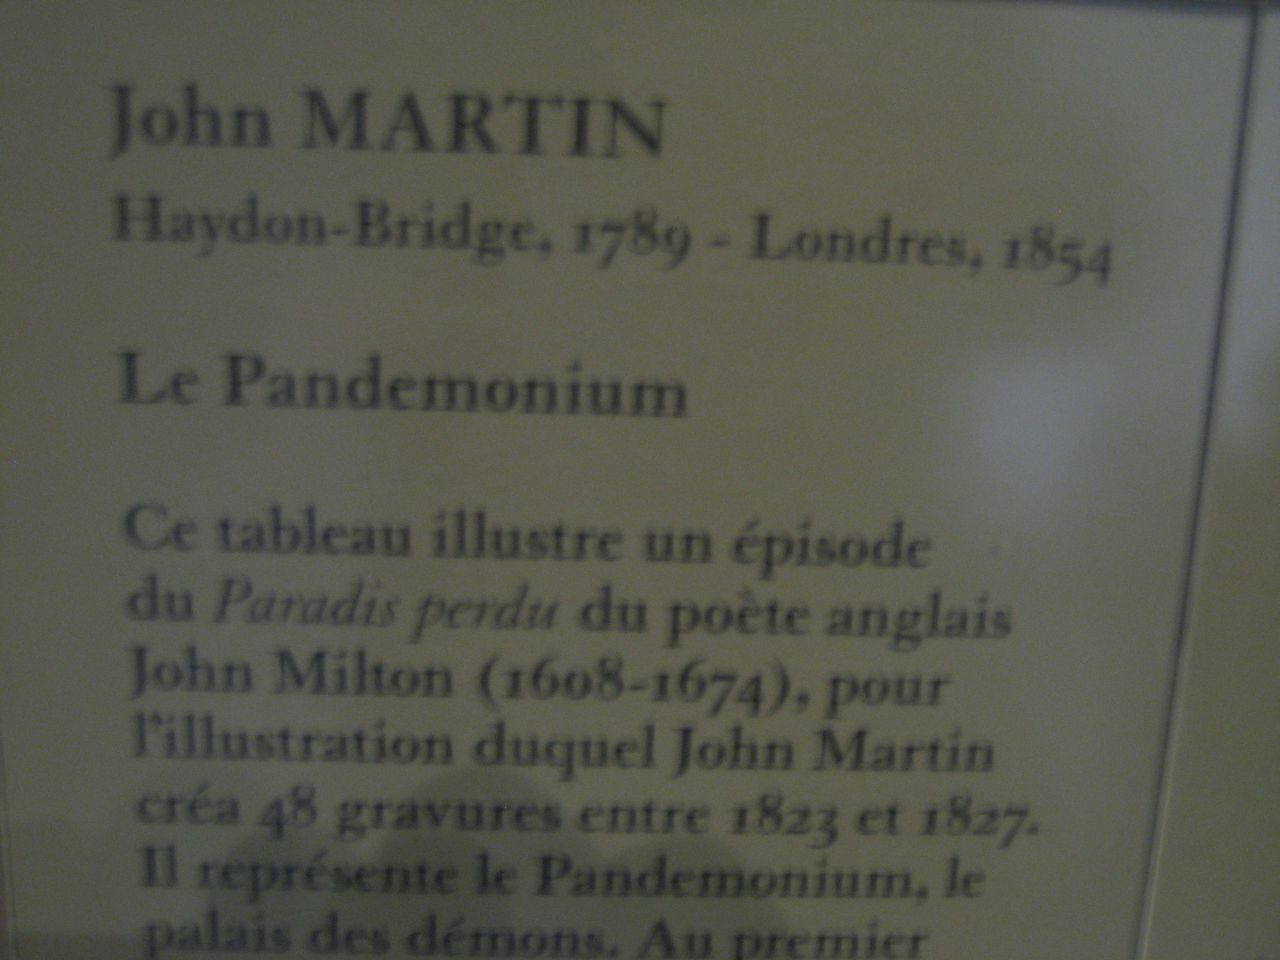 John MARTIN
Haydon-Bridge, 1789 - Londres, 1854
Le Pandemonium
Ce tableau illustre un épisode
du Paradis perdu du poète anglais
John Milton (1608-1674), pour
l'illustration duquel John Martin
créa 48 gravures entre 1823 et 1827.
Il représente le Pandemonium, le
palais des démons. Au premier